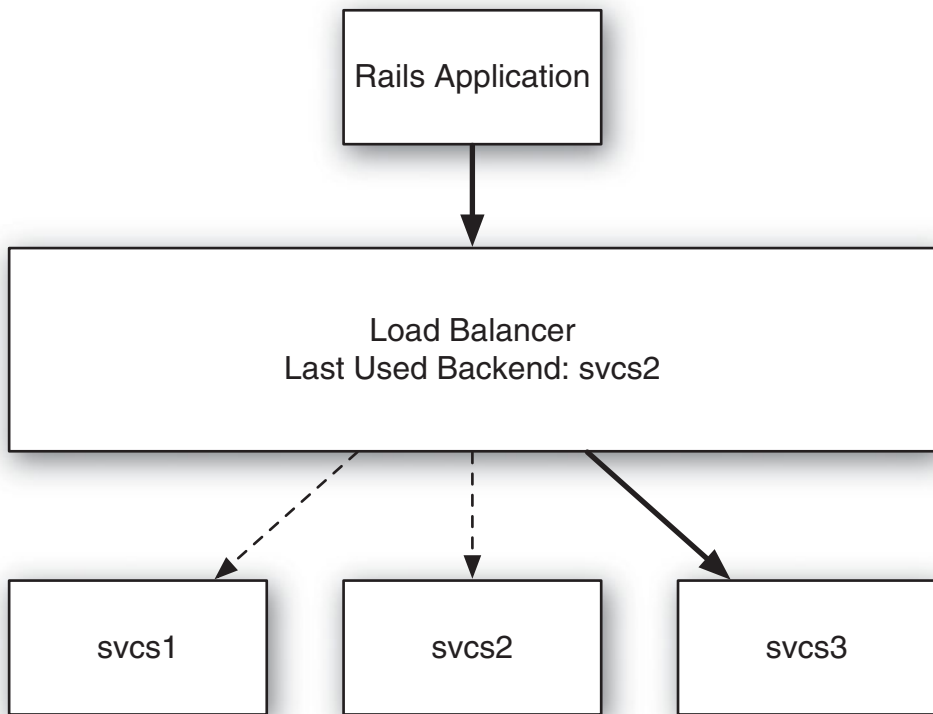 Rails Application
Load Balancer
Last Used Backend: svcs2
svcs1
svcs2
svcs3